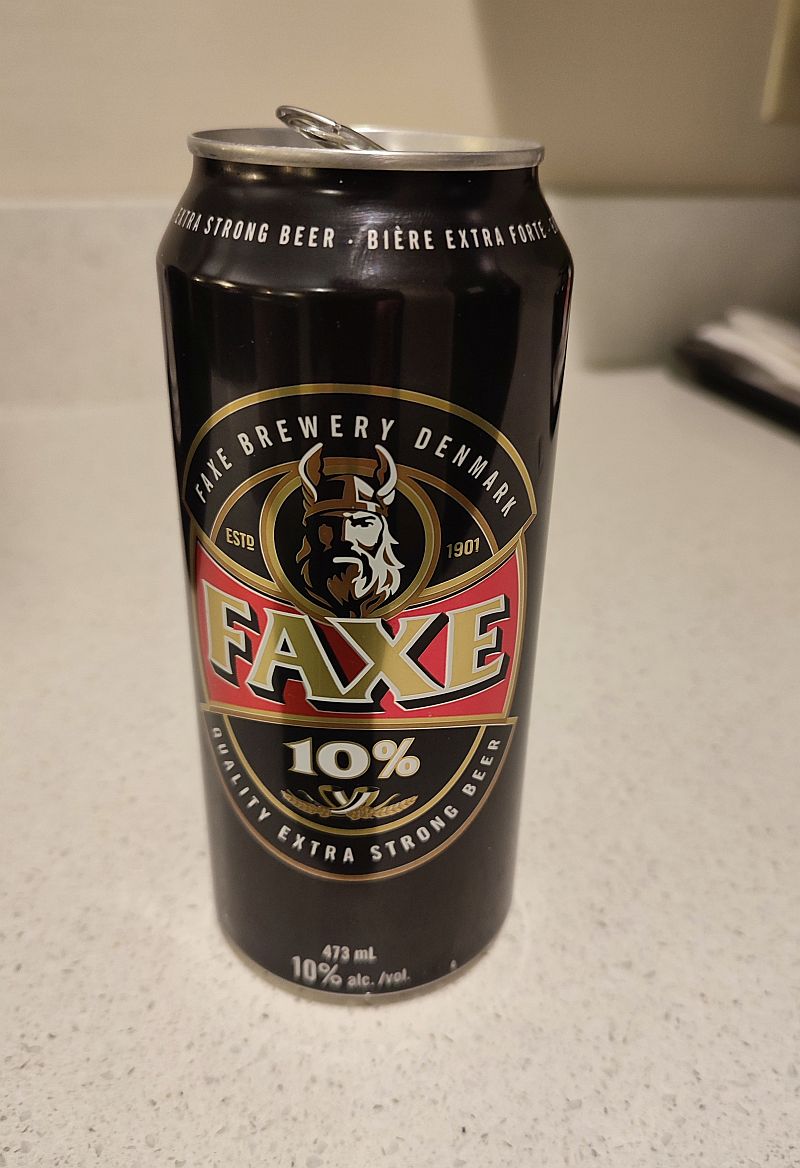 EXTRA STRONG BEER · BIÈRE EXTRA FORTE ·
FAXE BREWERY DENMARK
ESTD 1901
FAXE
10%
QUALITY EXTRA STRONG BEER
473 mL
10% alc./vol.